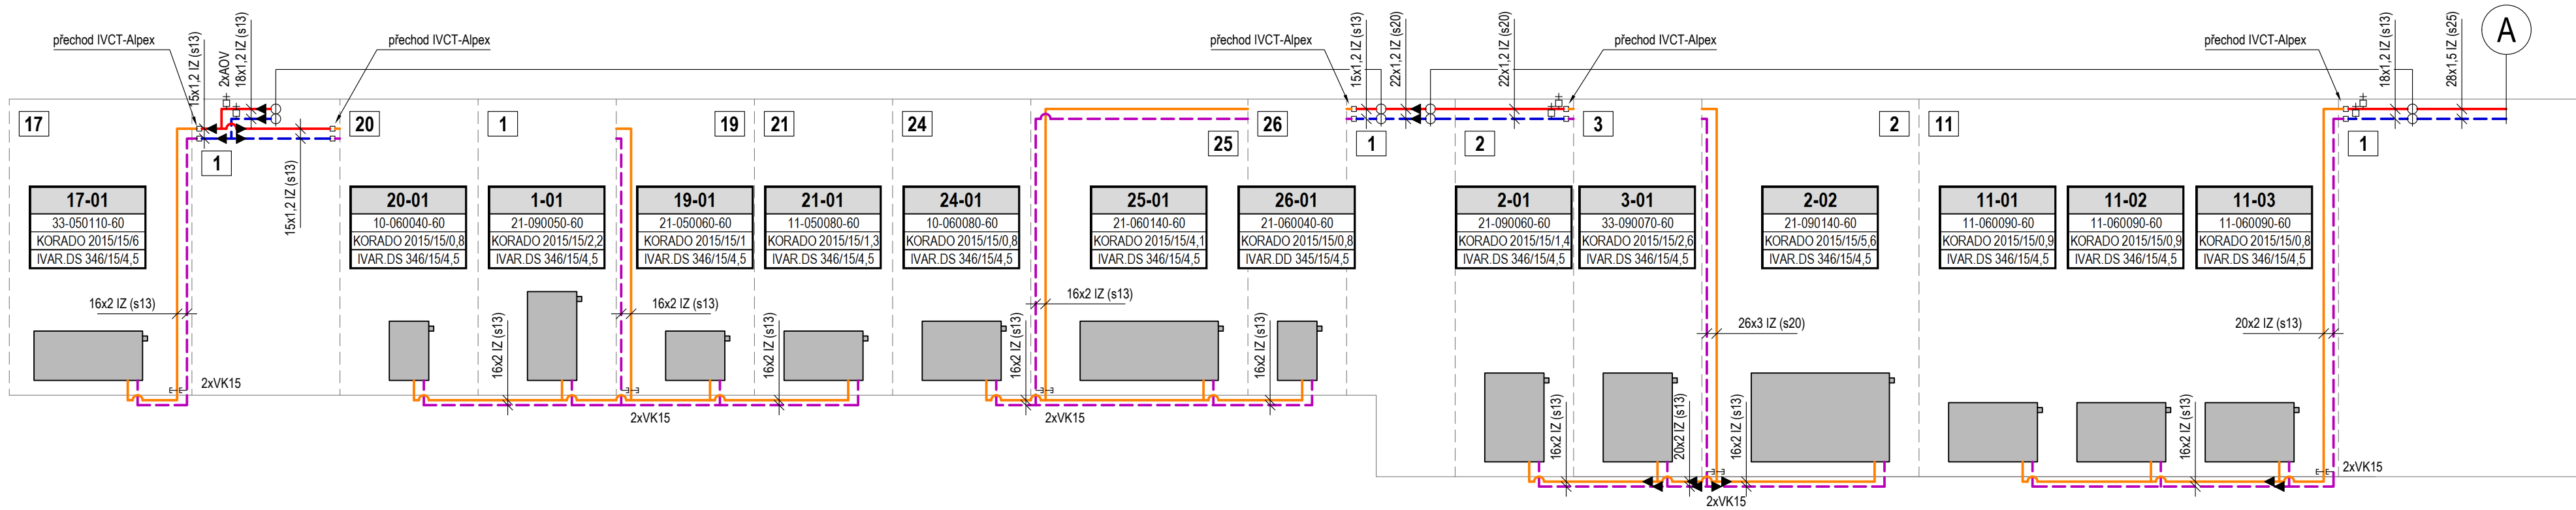 přechod IVCT-Alpex
15x1,2 IZ (s13)
2xAOV
18x1,2 IZ (s13)
přechod IVCT-Alpex
přechod IVCT-Alpex
15x1,2 IZ (s13)
22x1,2 IZ (s20)
22x1,2 IZ (s20)
přechod IVCT-Alpex
přechod IVCT-Alpex
18x1,2 IZ (s13)
28x1,5 IZ (s25)
A
17
1
20
1
19
21
24
25
26
1
2
3
2
11
1
15x1,2 IZ (s13)
17-01
33-050110-60
KORADO 2015/15/6
IVAR.DS 346/15/4,5
20-01
10-060040-60
KORADO 2015/15/0,8
IVAR.DS 346/15/4,5
1-01
21-090050-60
KORADO 2015/15/2,2
IVAR.DS 346/15/4,5
19-01
21-050060-60
KORADO 2015/15/1
IVAR.DS 346/15/4,5
21-01
11-050080-60
KORADO 2015/15/1,3
IVAR.DS 346/15/4,5
24-01
10-060080-60
KORADO 2015/15/0,8
IVAR.DS 346/15/4,5
25-01
21-060140-60
KORADO 2015/15/4,1
IVAR.DS 346/15/4,5
26-01
21-060040-60
KORADO 2015/15/0,8
IVAR.DD 345/15/4,5
2-01
21-090060-60
KORADO 2015/15/1,4
IVAR.DS 346/15/4,5
3-01
33-090070-60
KORADO 2015/15/2,6
IVAR.DS 346/15/4,5
2-02
21-090140-60
KORADO 2015/15/5,6
IVAR.DS 346/15/4,5
11-01
11-060090-60
KORADO 2015/15/0,9
IVAR.DS 346/15/4,5
11-02
11-060090-60
KORADO 2015/15/0,9
IVAR.DS 346/15/4,5
11-03
11-060090-60
KORADO 2015/15/0,8
IVAR.DS 346/15/4,5
16x2 IZ (s13)
2xVK15
16x2 IZ (s13)
16x2 IZ (s13)
2xVK15
16x2 IZ (s13)
16x2 IZ (s13)
16x2 IZ (s13)
2xVK15
16x2 IZ (s13)
16x2 IZ (s13)
20x2 IZ (s13)
26x3 IZ (s20)
16x2 IZ (s13)
2xVK15
16x2 IZ (s13)
20x2 IZ (s13)
2xVK15